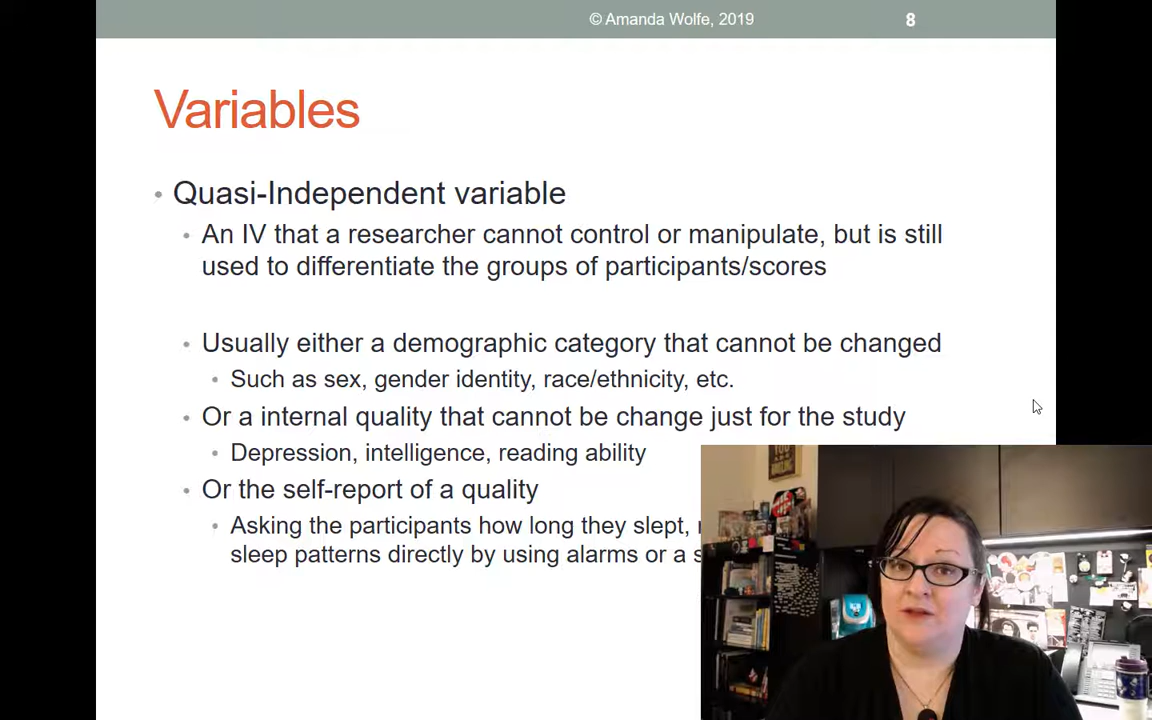 © Amanda Wolfe, 2019
8
Variables
Quasi-Independent variable
An IV that a researcher cannot control or manipulate, but is still
used to differentiate the groups of participants/scores
Usually either a demographic category that cannot be changed
Such as sex, gender identity, race/ethnicity, etc.
Or a internal quality that cannot be change just for the study
Depression, intelligence, reading ability
Or the self-report of a quality
Asking the participants how long they slept,
sleep patterns directly by using alarms or a